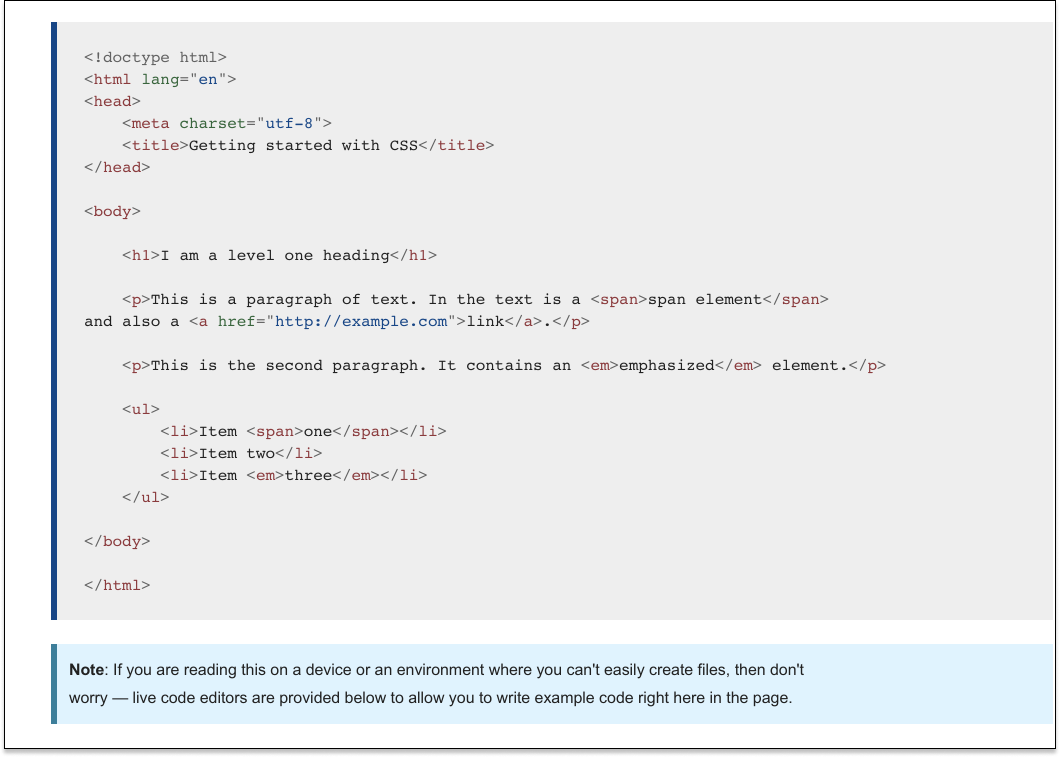 <!doctype html>
<html lang="en">
<head>
    <meta charset="utf-8">
    <title>Getting started with CSS</title>
</head>

<body>

    <h1>I am a level one heading</h1>

    <p>This is a paragraph of text. In the text is a <span>span element</span>
and also a <a href="http://example.com">link</a>.</p>

    <p>This is the second paragraph. It contains an <em>emphasized</em> element.</p>

    <ul>
        <li>Item <span>one</span></li>
        <li>Item two</li>
        <li>Item <em>three</em></li>
    </ul>

</body>

</html>

Note: If you are reading this on a device or an environment where you can't easily create files, then don't
worry — live code editors are provided below to allow you to write example code right here in the page.